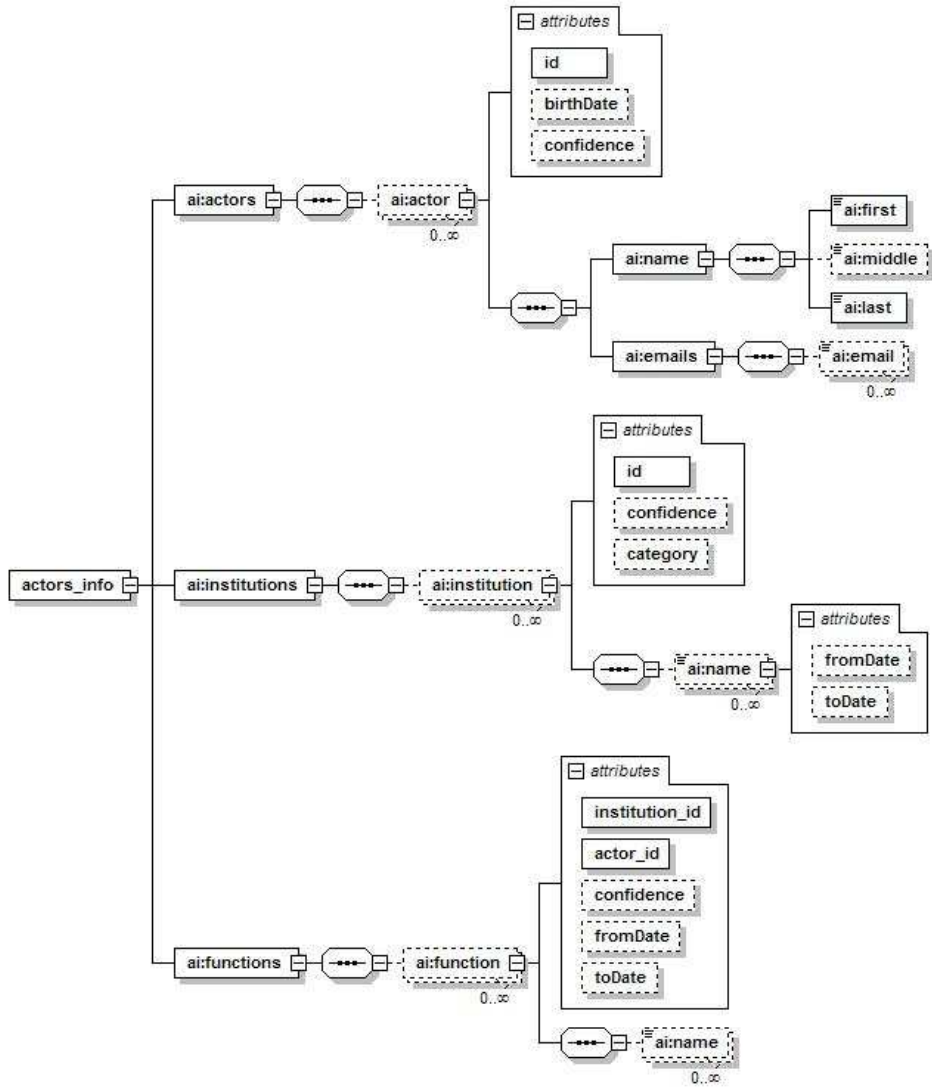 attributes
id
birthDate
confidence
ai:actors
ai:actor
0..∞
ai:first
ai:name
ai:middle
ai:last
ai:emails
ai:email
0..∞
attributes
id
confidence
category
actors_info
ai:institutions
ai:institution
0..∞
attributes
fromDate
toDate
ai:name
0..∞
attributes
institution_id
actor_id
confidence
fromDate
toDate
ai:functions
ai:function
0..∞
ai:name
0..∞